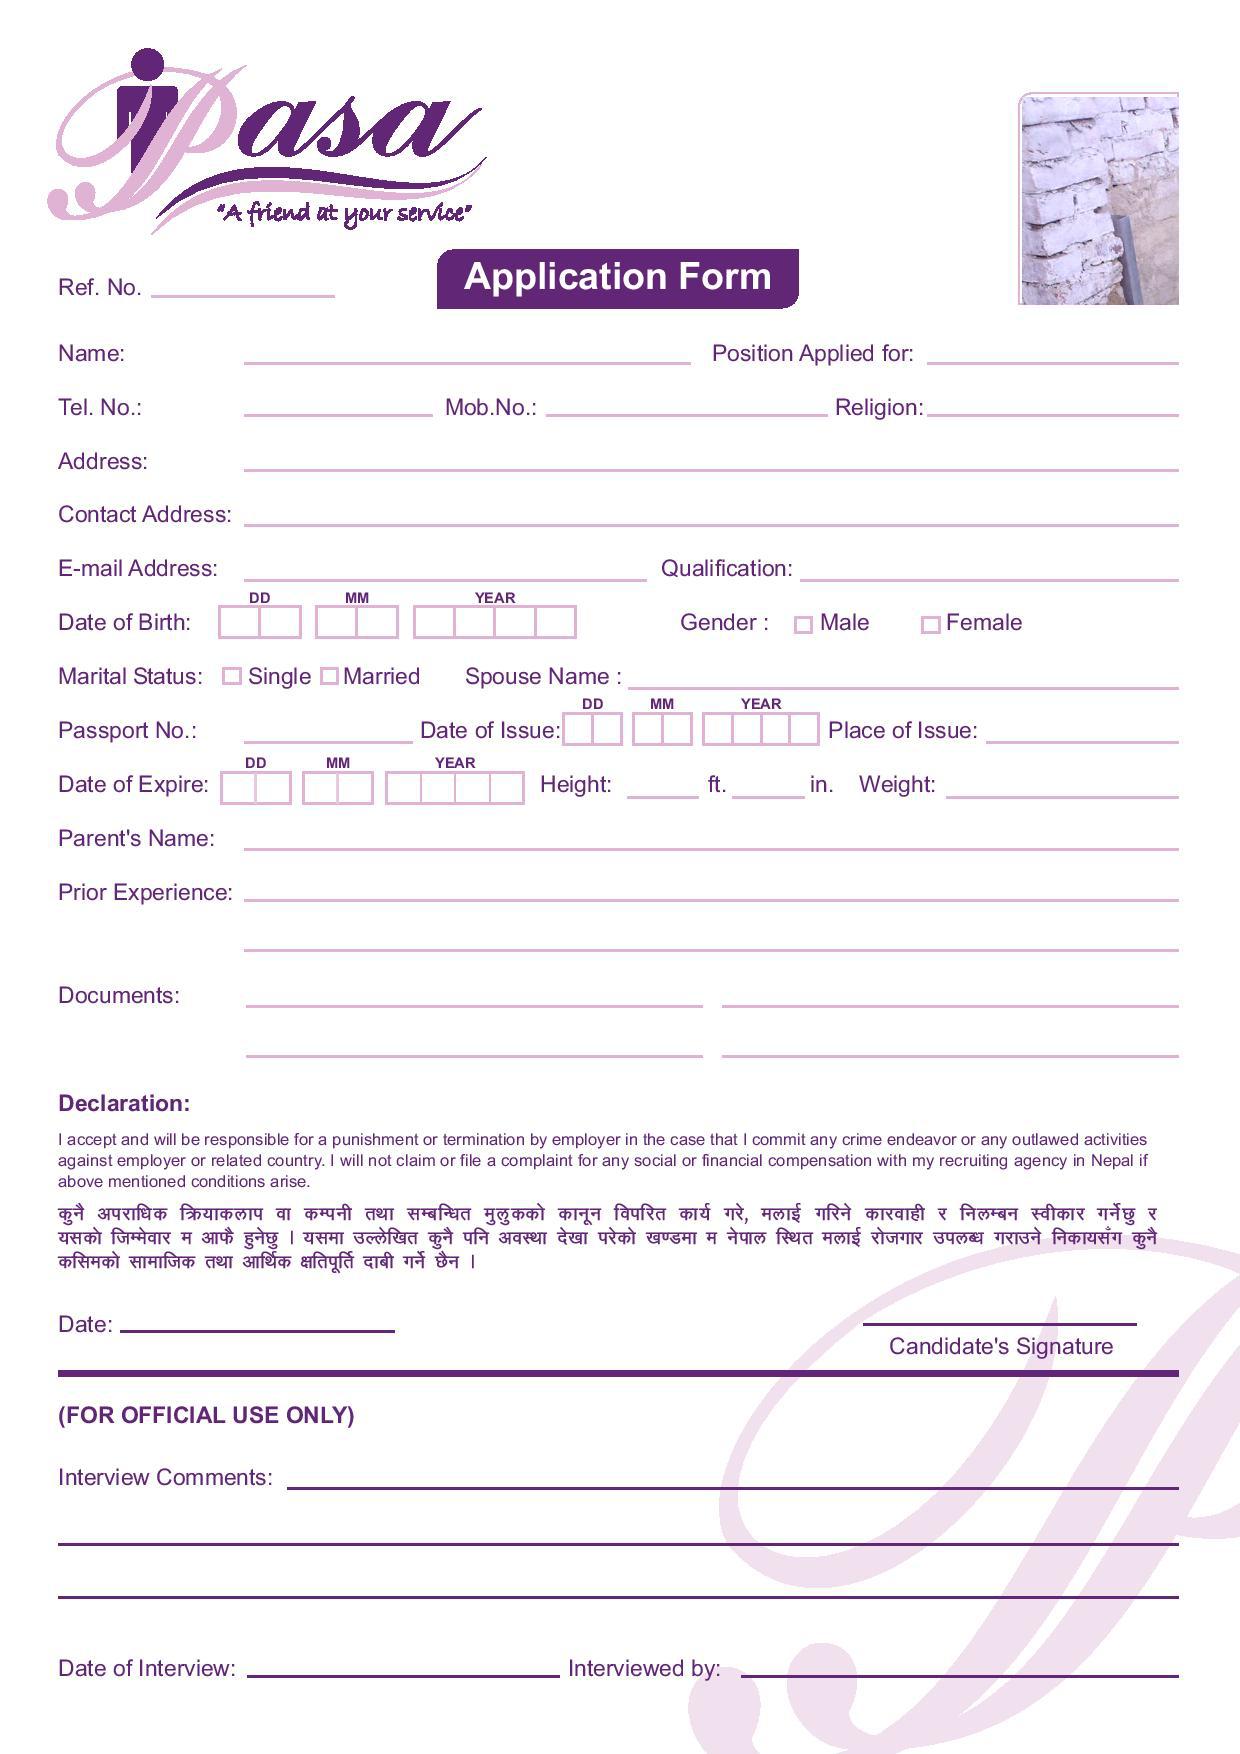 Pasa
"A friend at your service"
Ref. No.
Application Form
Name: Position Applied for:
Tel. No.: Mob.No.: Religion:
Address:
Contact Address:
E-mail Address: Qualification:
DD MM YEAR
Date of Birth: Gender : Male Female
Marital Status: Single Married Spouse Name :
DD MM YEAR
Passport No.: Date of Issue: Place of Issue:
DD MM YEAR
Date of Expire: Height: ft. in. Weight:
Parent's Name:
Prior Experience:
Documents:
Declaration:
I accept and will be responsible for a punishment or termination by employer in the case that I commit any crime endeavor or any outlawed activities
against employer or related country. I will not claim or file a complaint for any social or financial compensation with my recruiting agency in Nepal if
above mentioned conditions arise.
कुनै अपराधिक क्रियाकलाप वा कम्पनी तथा सम्बन्धित मुलुकको कानून विपरित कार्य गरे, मलाई गरिने कारवाही र निलम्बन स्वीकार गर्नेछु र
यसको जिम्मेवार म आफै हुनेछु । यसमा उल्लेखित कुनै पनि अवस्था देखा परेको खण्डमा म नेपाल स्थित मलाई रोजगार उपलब्ध गराउने निकायसँग कुनै
कसिमको सामाजिक तथा आर्थिक क्षतिपूर्ति दाबी गर्ने छैन ।
Date:
Candidate's Signature
(FOR OFFICIAL USE ONLY)
Interview Comments:
Date of Interview: Interviewed by: